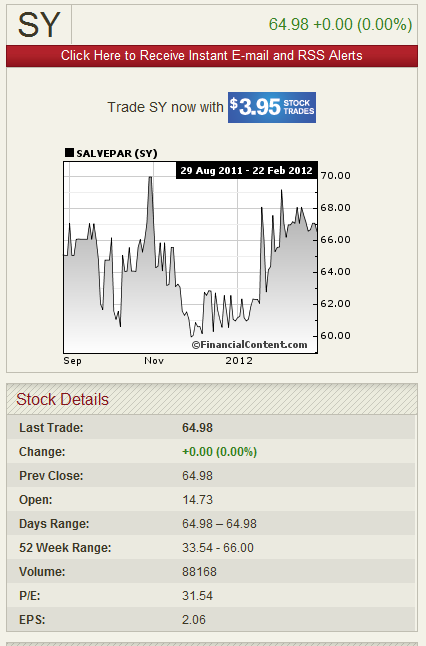 SY 64.98 +0.00 (0.00%)
Click Here to Receive Instant E-mail and RSS Alerts
Trade SY now with $3.95 STOCK TRADES
SALVEPAR (SY)
29 Aug 2011 - 22 Feb 2012
70.00
68.00
66.00
64.00
62.00
60.00
©FinancialContent.com
Sep Nov 2012
Stock Details
Last Trade: 64.98
Change: +0.00 (0.00%)
Prev Close: 64.98
Open: 14.73
Days Range: 64.98 – 64.98
52 Week Range: 33.54 - 66.00
Volume: 88168
P/E: 31.54
EPS: 2.06